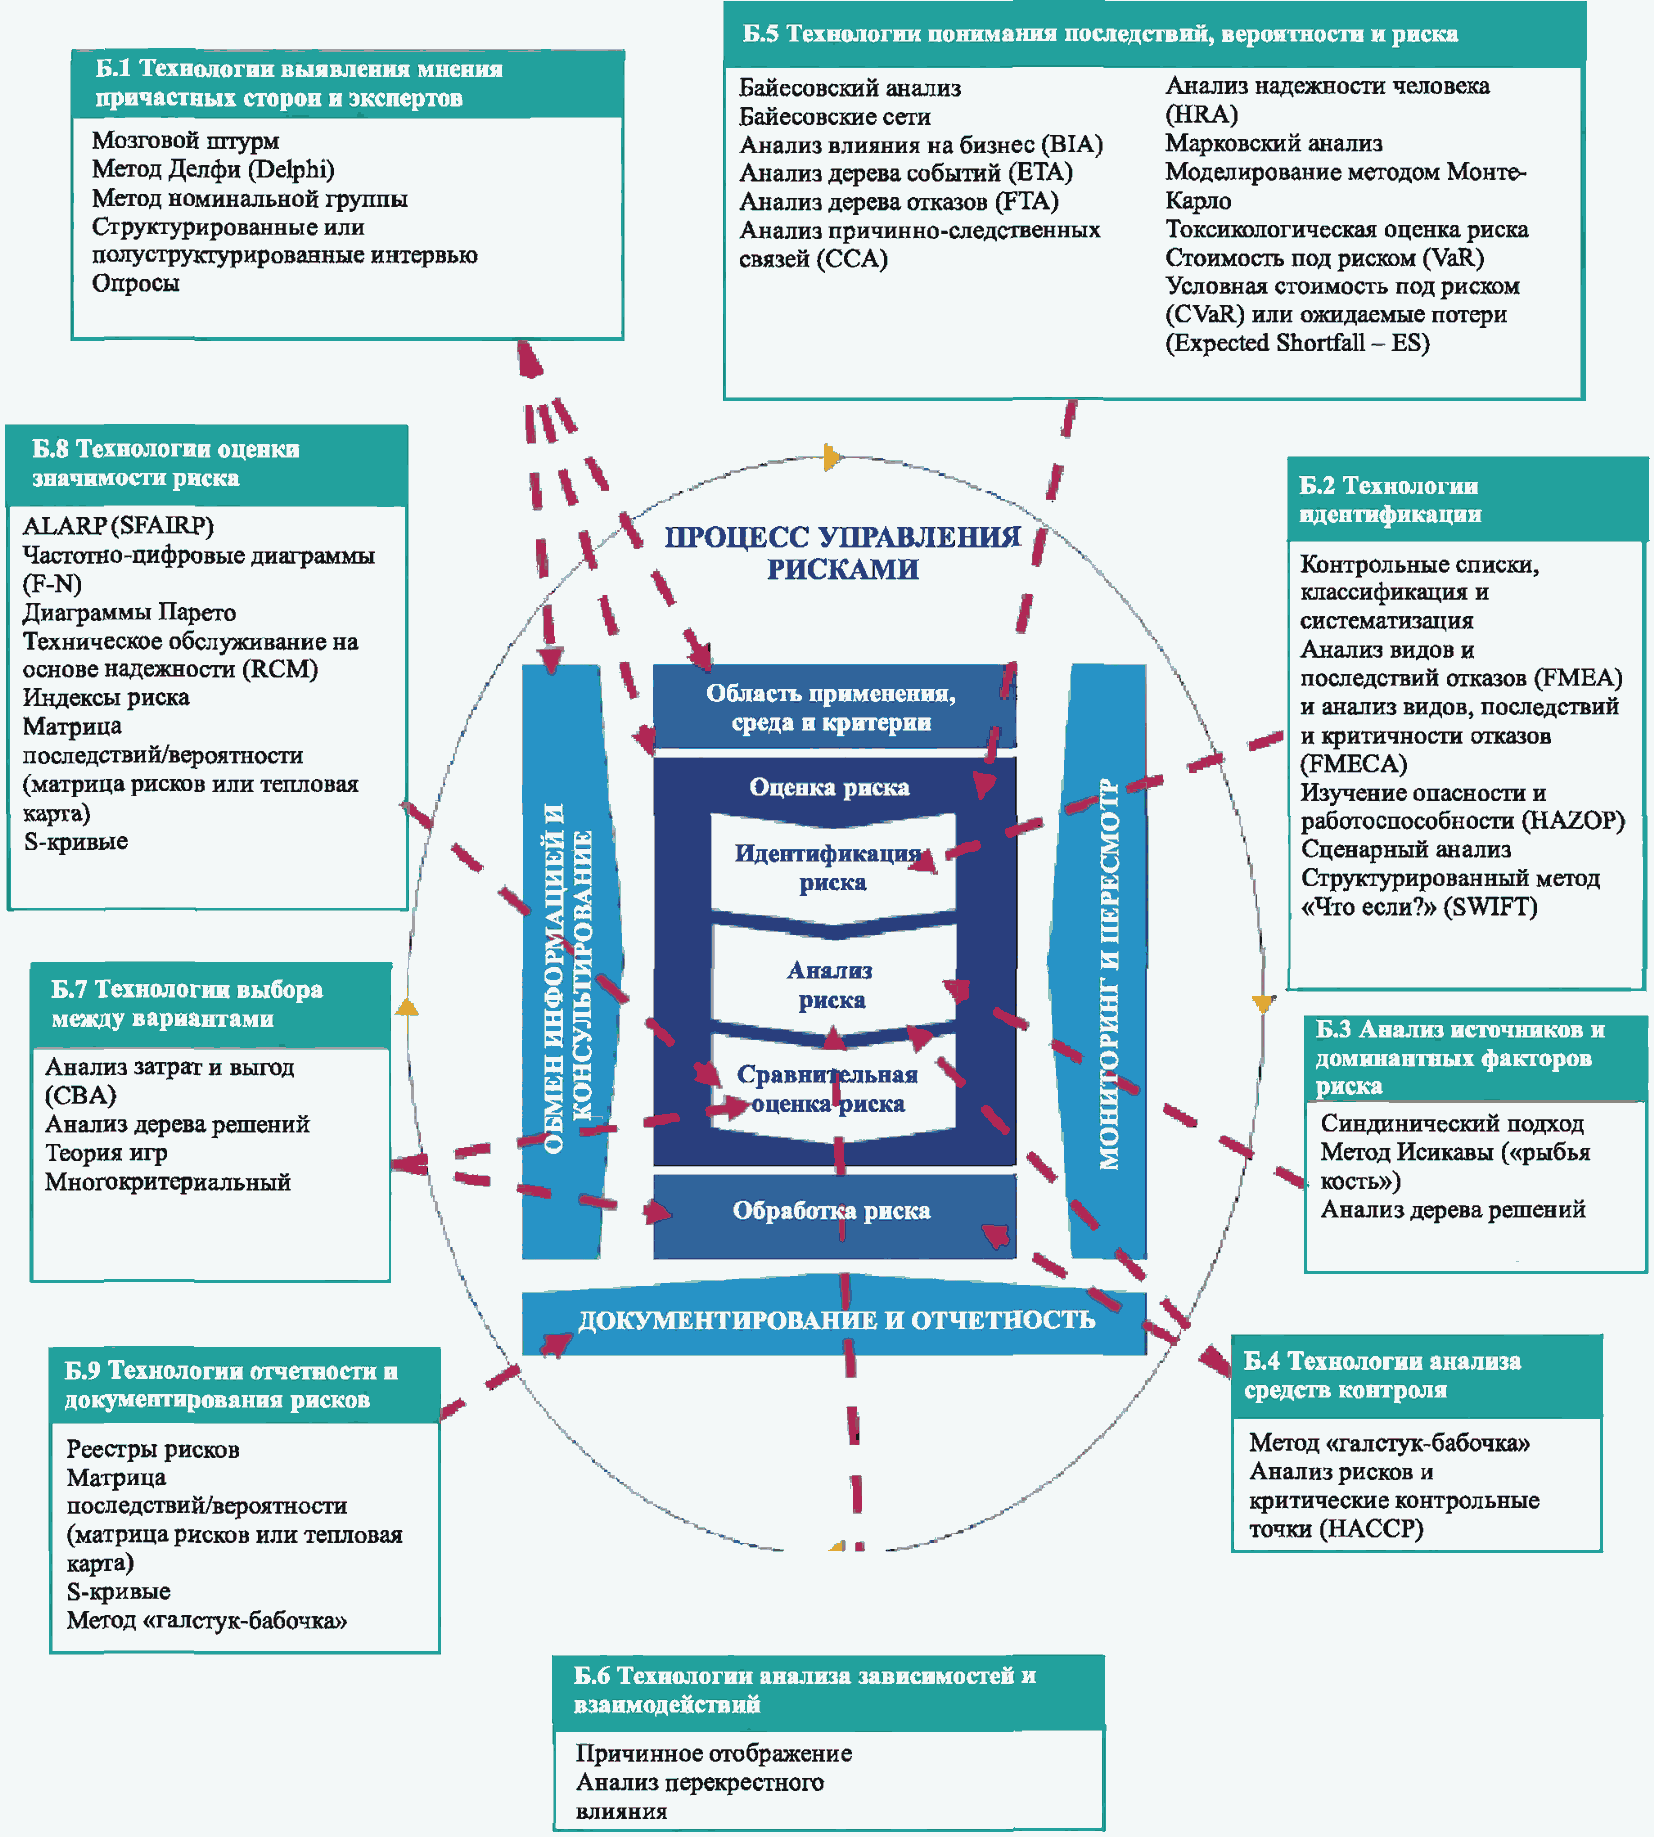 Б.5 Технологии понимания последствий, вероятности и риска
Байесовский анализ
Байесовские сети
Анализ влияния на бизнес (BIA)
Анализ дерева событий (ETA)
Анализ дерева отказов (FTA)
Анализ причинно-следственных
связей (CCA)
Анализ надежности человека
(HRA)
Марковский анализ
Моделирование методом Монте-
Карло
Токсикологическая оценка риска
Стоимость под риском (VaR)
Условная стоимость под риском
(CVaR) или ожидаемые потери
(Expected Shortfall – ES)
Б.1 Технологии выявления мнения
причастных сторон и экспертов
Мозговой штурм
Метод Делфи (Delphi)
Метод номинальной группы
Структурированные или
полуструктурированные интервью
Опросы
Б.8 Технологии оценки
значимости риска
ALARP (SFAIRP)
Частотно-цифровые диаграммы
(F-N)
Диаграммы Парето
Техническое обслуживание на
основе надежности (RCM)
Индексы риска
Матрица
последствий/вероятности
(матрица рисков или тепловая
карта)
S-кривые
ПРОЦЕСС УПРАВЛЕНИЯ
РИСКАМИ
Б.2 Технологии
идентификации
Контрольные списки,
классификация и
систематизация
Анализ видов и
последствий отказов (FMEA)
и анализ видов, последствий
и критичности отказов
(FMECA)
Изучение опасности и
работоспособности (HAZOP)
Сценарный анализ
Структурированный метод
«Что если?» (SWIFT)
ОБМЕН ИНФОРМАЦИЕЙ И
КОНСУЛЬТИРОВАНИЕ
Область применения,
среда и критерии
Оценка риска
Идентификация
риска
Анализ
риска
Сравнительная
оценка риска
Обработка риска
МОНИТОРИНГ И ПЕРЕСМОТР
ДОКУМЕНТИРОВАНИЕ И ОТЧЕТНОСТЬ
Б.7 Технологии выбора
между вариантами
Анализ затрат и выгод
(CBA)
Анализ дерева решений
Теория игр
Многокритериальный
Б.3 Анализ источников и
доминантных факторов
риска
Синдинический подход
Метод Исикавы («рыбья
кость»)
Анализ дерева решений
Б.9 Технологии отчетности и
документирования рисков
Реестры рисков
Матрица
последствий/вероятности
(матрица рисков или тепловая
карта)
S-кривые
Метод «галстук-бабочка»
Б.4 Технологии анализа
средств контроля
Метод «галстук-бабочка»
Анализ рисков и
критические контрольные
точки (HACCP)
Б.6 Технологии анализа зависимостей и
взаимодействий
Причинное отображение
Анализ перекрестного
влияния